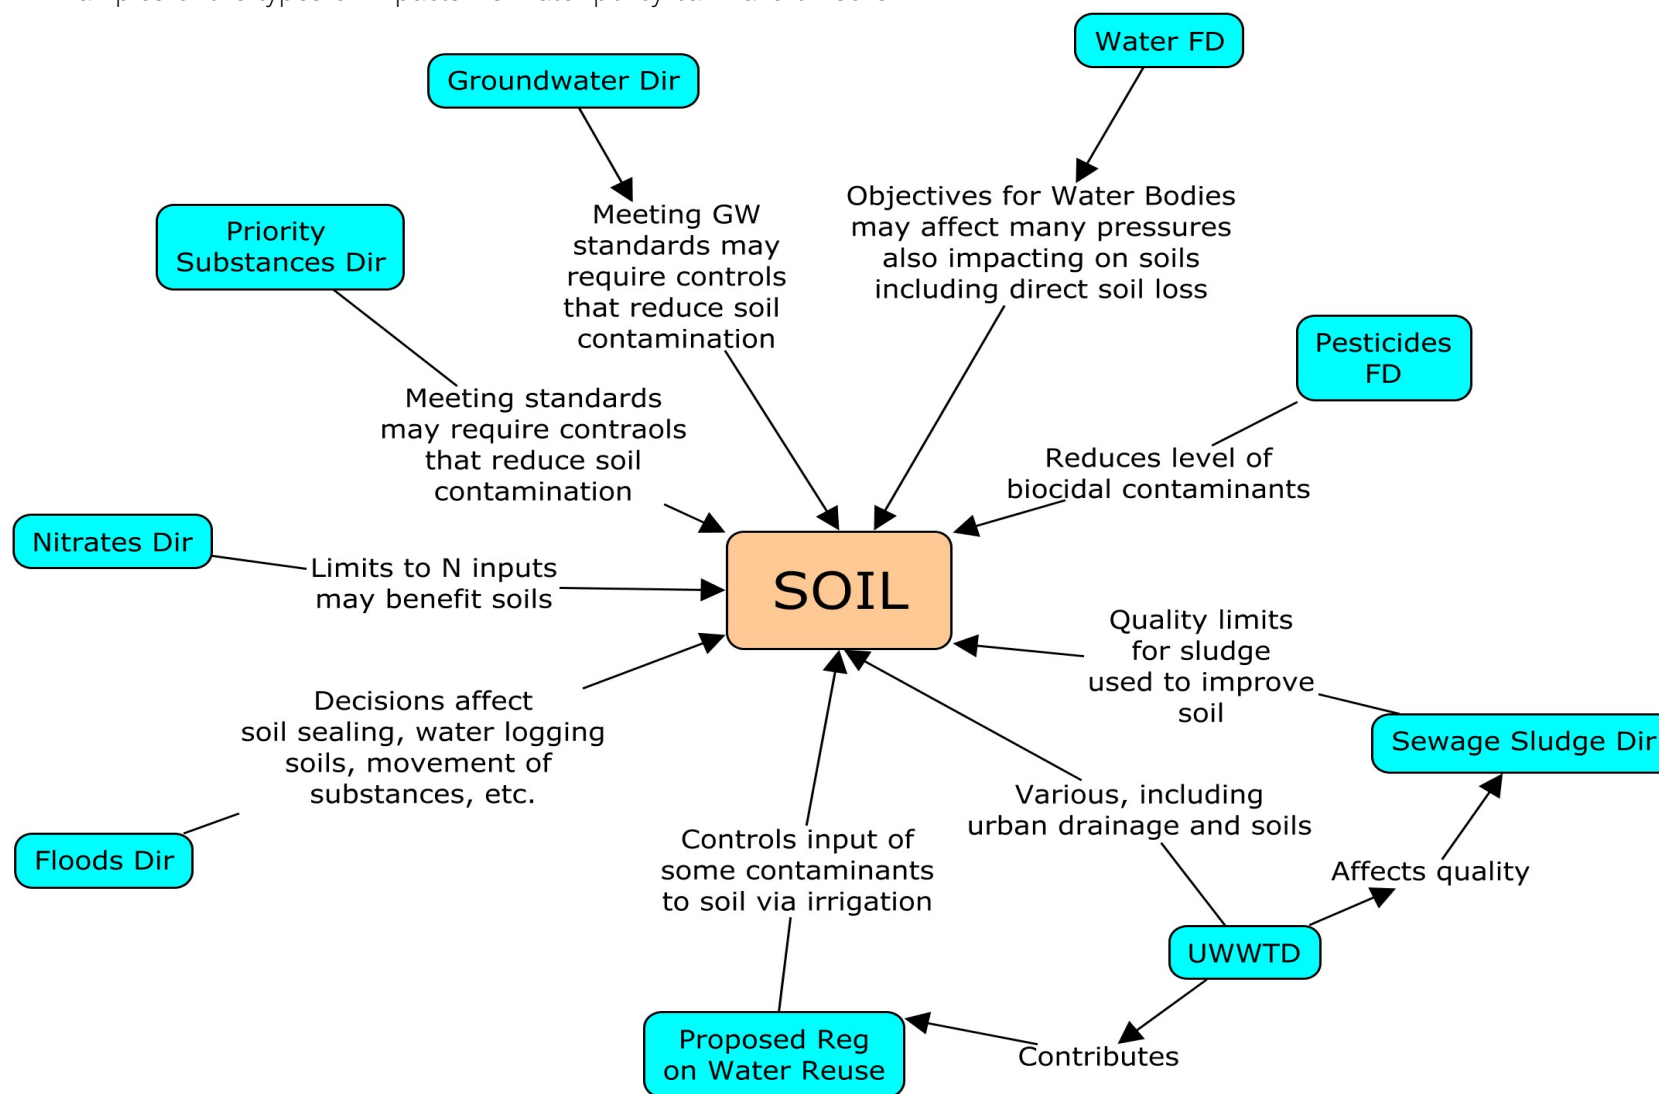 Water FD
Groundwater Dir
Objectives for Water Bodies
may affect many pressures
also impacting on soils
including direct soil loss
Meeting GW
standards may
require controls
that reduce soil
contamination
Priority
Substances Dir
Pesticides
FD
Meeting standards
may require contraols
that reduce soil
contamination
Reduces level of
biocidal contaminants
Nitrates Dir
Limits to N inputs
may benefit soils
SOIL
Quality limits
for sludge
used to improve
soil
Decisions affect
soil sealing, water logging
soils, movement of
substances, etc.
Sewage Sludge Dir
Various, including
urban drainage and soils
Floods Dir
Controls input of
some contaminants
to soil via irrigation
Affects quality
UWWTD
Proposed Reg
on Water Reuse
Contributes